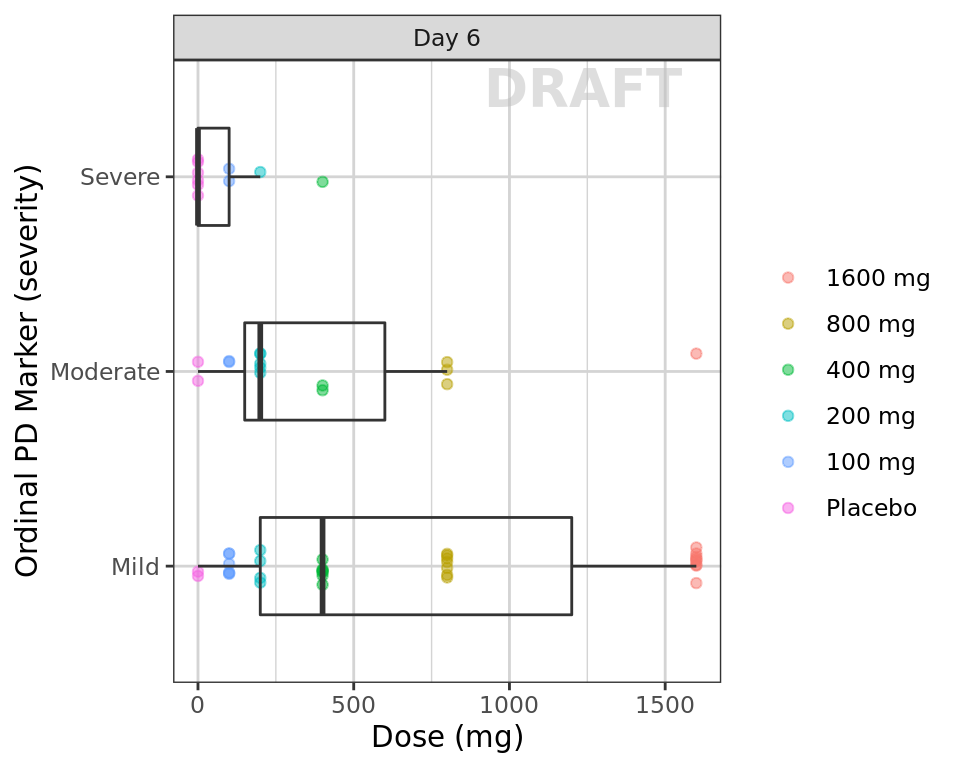 Day 6
DRAFT
Ordinal PD Marker (severity)
Severe
Moderate
Mild
0 500 1000 1500
Dose (mg)
1600 mg
800 mg
400 mg
200 mg
100 mg
Placebo